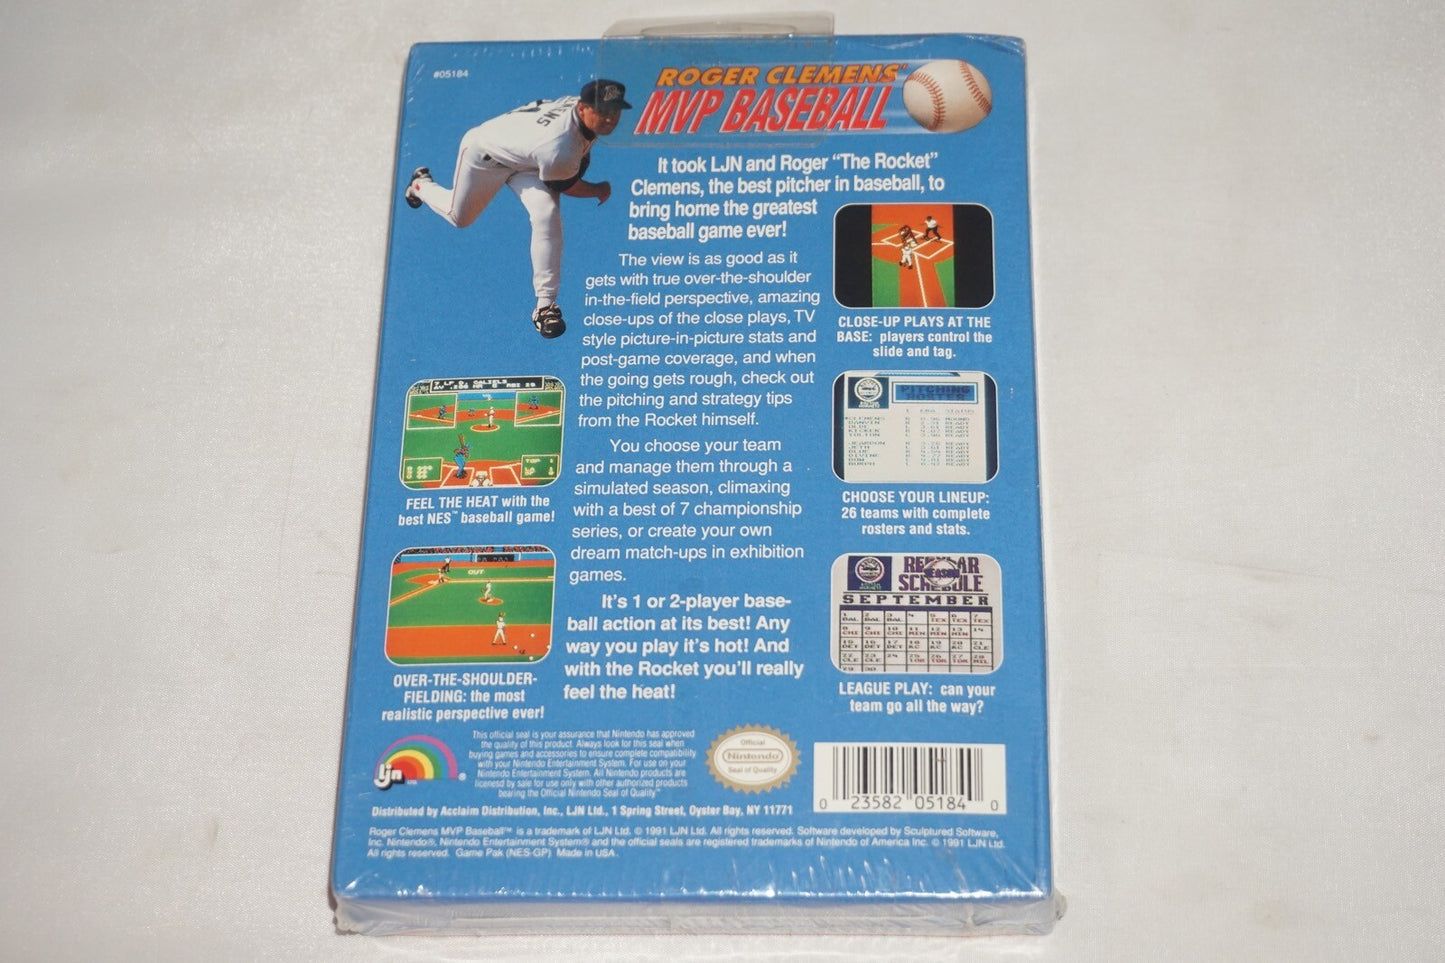 #05184
ROGER CLEMENS'
MVP BASEBALL
It took LJN and Roger “The Rocket”
Clemens, the best pitcher in baseball, to
bring home the greatest
baseball game ever!
The view is as good as it
gets with true over-the-shoulder
in-the-field perspective, amazing
close-ups of the close plays, TV
style picture-in-picture stats and
post-game coverage, and when
the going gets rough, check out
the pitching and strategy tips
from the Rocket himself.
You choose your team
and manage them through a
simulated season, climaxing
with a best of 7 championship
series, or create your own
dream match-ups in exhibition
games.
It's 1 or 2-player base-
ball action at its best! Any
way you play it's hot! And
with the Rocket you'll really
feel the heat!
CLOSE-UP PLAYS AT THE
BASE: players control the
slide and tag.
PITCHING
ROSTER
CHOOSE YOUR LINEUP:
26 teams with complete
rosters and stats.
REGULAR
SEASON
SCHEDULE
SEPTEMBER
LEAGUE PLAY: can your
team go all the way?
FEEL THE HEAT with the
best NES™ baseball game!
OUT
OVER-THE-SHOULDER-
FIELDING: the most
realistic perspective ever!
ljn LTD. ®
This official seal is your assurance that Nintendo has approved
the quality of this product. Always look for this seal when
buying games and accessories to ensure complete compatibility
with your Nintendo Entertainment System. For use on your
Nintendo Entertainment System. All Nintendo products are
licensed by sale for use only with other authorized products
bearing the Official Nintendo Seal of Quality™
Official
Nintendo
Seal of Quality
0 23582 05184 0
Distributed by Acclaim Distribution, Inc., LJN Ltd., 1 Spring Street, Oyster Bay, NY 11771
Roger Clemens MVP Baseball™ is a trademark of LJN Ltd. © 1991 LJN Ltd. All rights reserved. Software developed by Sculptured Software,
Inc. Nintendo®, Nintendo Entertainment System® and the official seals are registered trademarks of Nintendo of America Inc. © 1991 LJN Ltd.
All rights reserved. Game Pak (NES-GP) Made in USA.